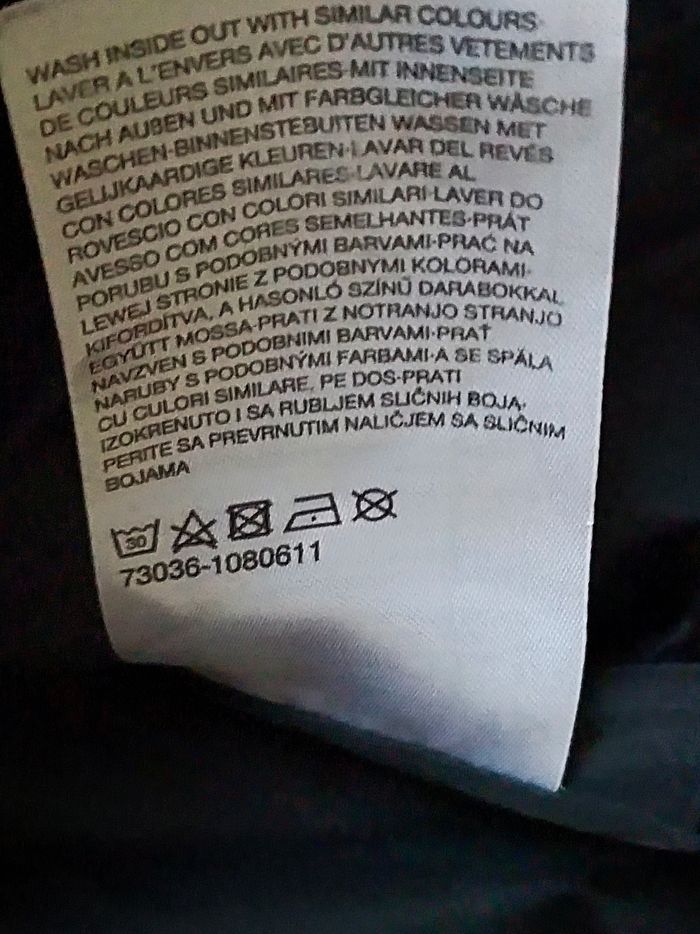 WASH INSIDE OUT WITH SIMILAR COLOURS·
LAVER A L'ENVERS AVEC D'AUTRES VETEMENTS
DE COULEURS SIMILAIRES·MIT INNENSEITE
NACH AUßEN UND MIT FARBGLEICHER WÄSCHE
WASCHEN·BINNENSTEBUITEN WASSEN MET
GELIJKAARDIGE KLEUREN·LAVAR DEL REVÉS
CON COLORES SIMILARES·LAVARE AL
ROVESCIO CON COLORI SIMILARI·LAVER DO
AVESSO COM CORES SEMELHANTES·PRÁT
PORUBU S PODOBNÝMI BARVAMI·PRAĆ NA
LEWEJ STRONIE Z PODOBNYMI KOLORAMI·
KIFORDÍTVA, A HASONLÓ SZÍNŰ DARABOKKAL
EGYÜTT MOSSA·PRATI Z NOTRANJO STRANJO
NAVZVEN S PODOBNIMI BARVAMI·PRAŤ
NARUBY S PODOBNÝMI FARBAMI·A SE SPĂLA
CU CULORI SIMILARE, PE DOS·PRATI
IZOKRENUTO I SA RUBLJEM SLIČNIH BOJA·
PERITE SA PREVRNUTIM NALIČJEM SA SLIČNIM
BOJAMA
30
73036-1080611